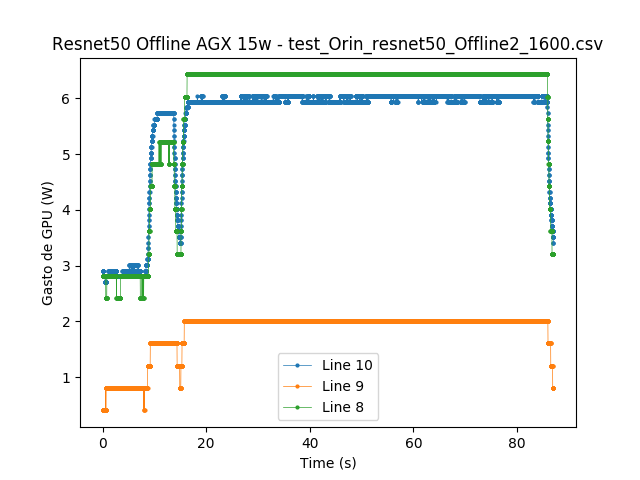 Resnet50 Offline AGX 15w - test_Orin_resnet50_Offline2_1600.csv
Gasto de GPU (W)
6
5
4
3
2
1
Line 10
Line 9
Line 8
0 20 40 60 80
Time (s)